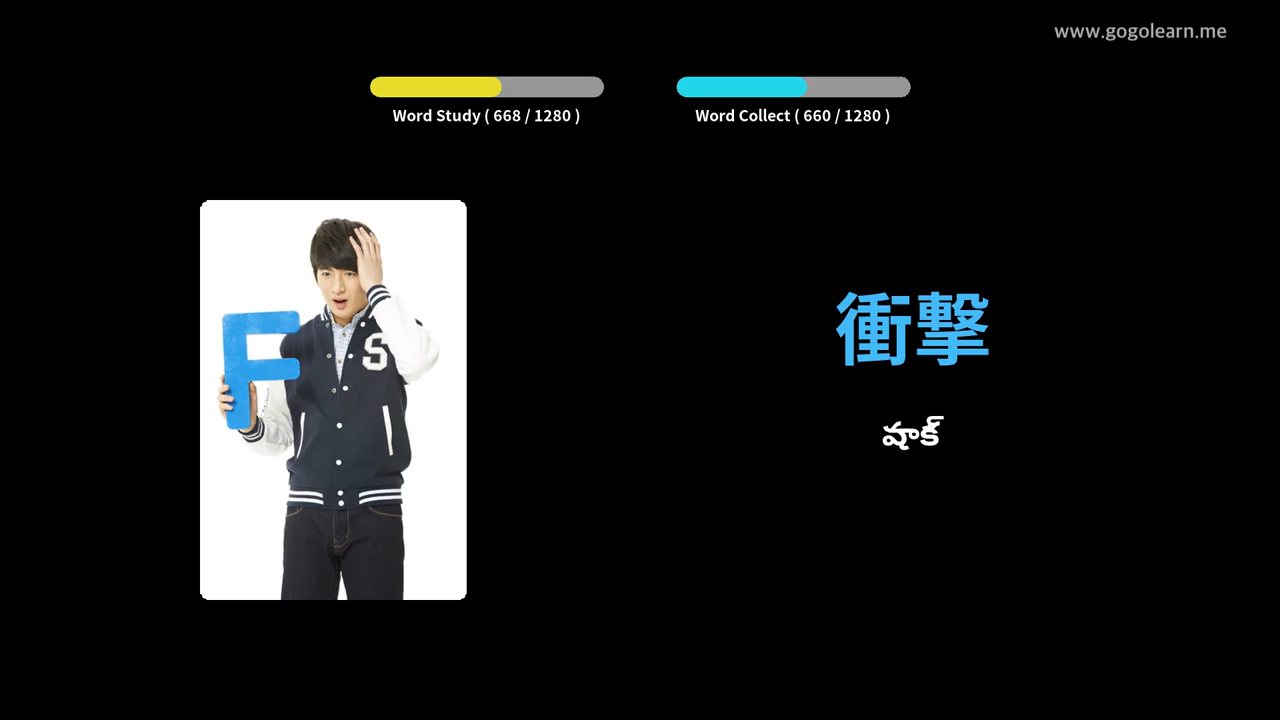 www.gogolearn.me
Word Study ( 668 / 1280 )
Word Collect ( 660 / 1280 )
F
S
衝撃
షాక్